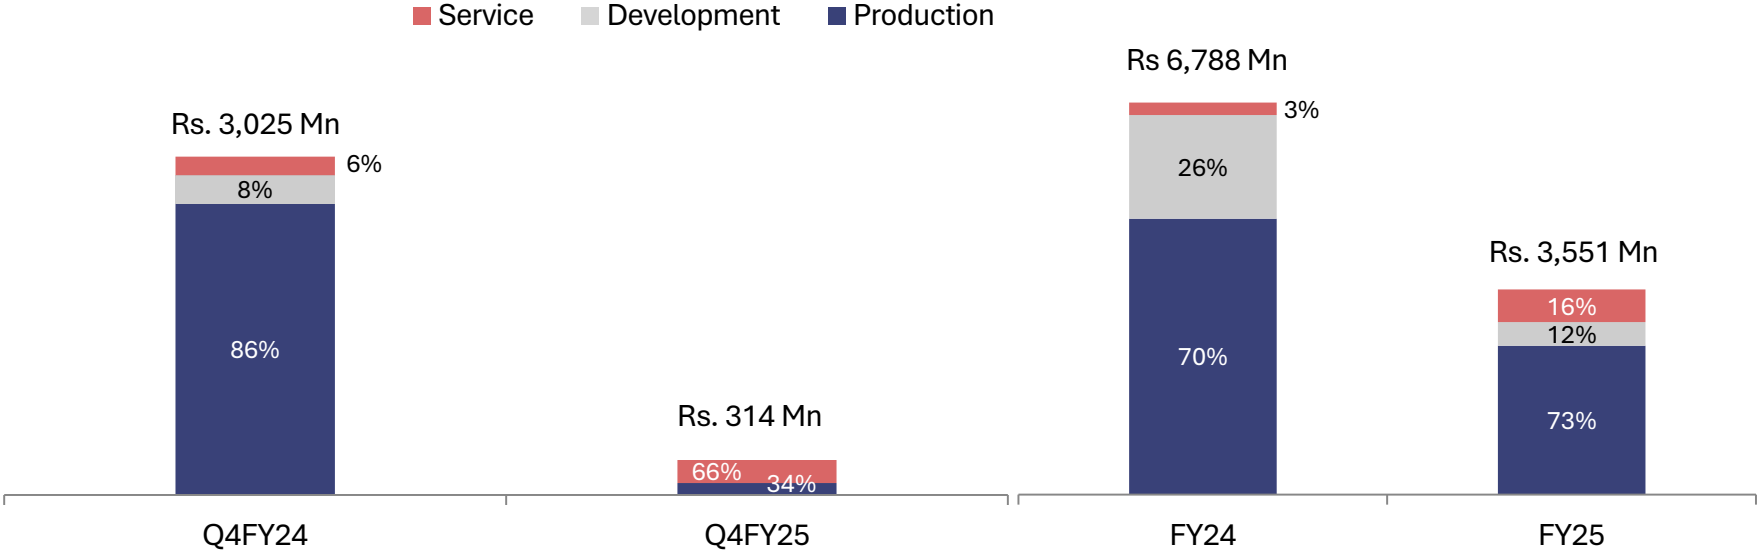 Service Development Production
Rs 6,788 Mn
3%
Rs. 3,025 Mn
6%
26%
8%
Rs. 3,551 Mn
16%
12%
86%
70%
Rs. 314 Mn
73%
66%
34%
Q4FY24 Q4FY25 FY24 FY25